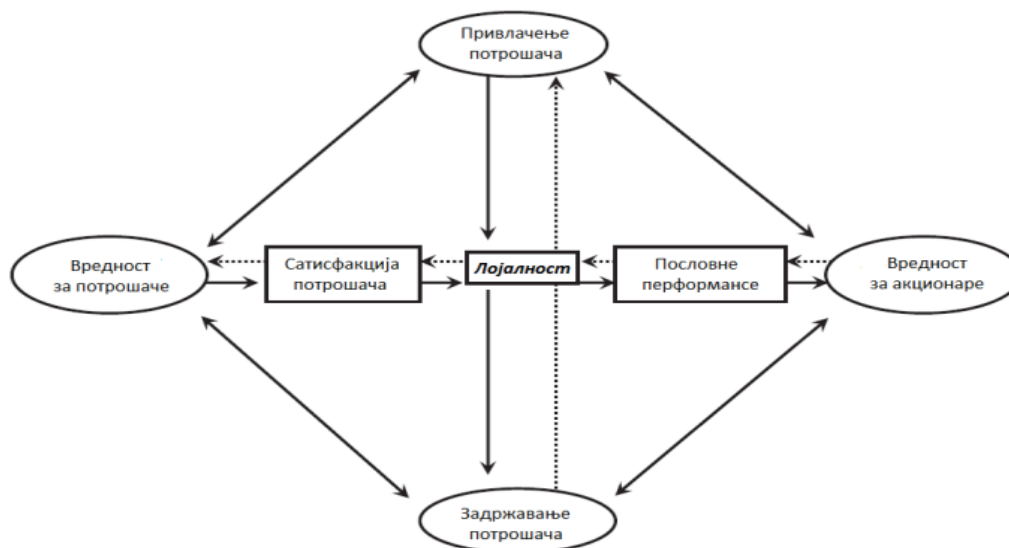 Привлачење
потрошача
Вредност
за потрошаче
Сатисфакција
потрошача
Лојалност
Пословне
перформансе
Вредност
за акционаре
Задржавање
потрошача